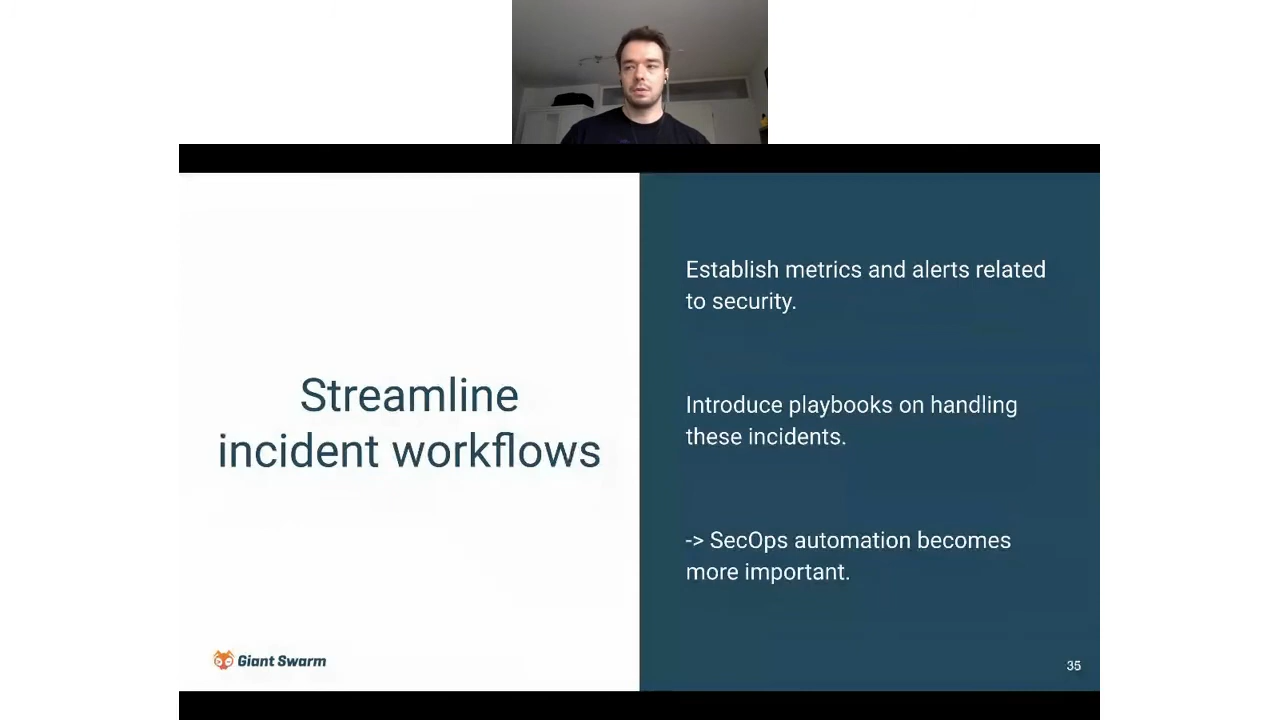 Streamline
incident workflows
Establish metrics and alerts related
to security.
Introduce playbooks on handling
these incidents.
-> SecOps automation becomes
more important.
Giant Swarm
35